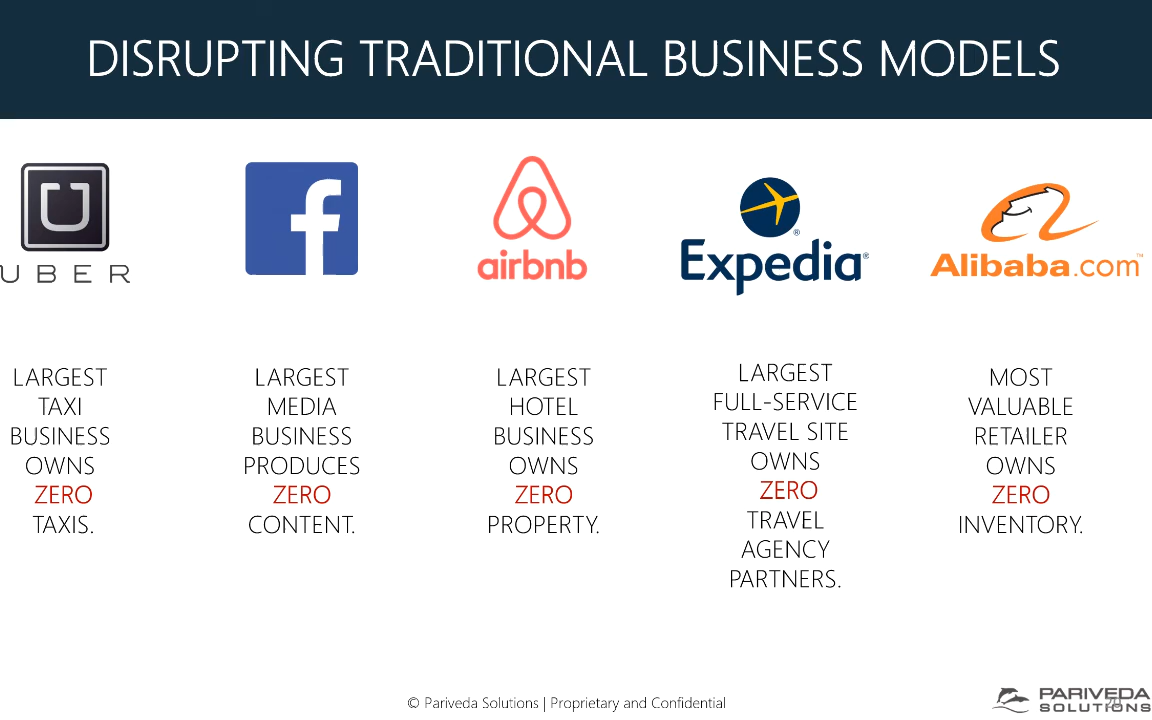 DISRUPTING TRADITIONAL BUSINESS MODELS
U
UBER
f
airbnb
Expedia®
Alibaba.com™
LARGEST
TAXI
BUSINESS
OWNS
ZERO
TAXIS.
LARGEST
MEDIA
BUSINESS
PRODUCES
ZERO
CONTENT.
LARGEST
HOTEL
BUSINESS
OWNS
ZERO
PROPERTY.
LARGEST
FULL-SERVICE
TRAVEL SITE
OWNS
ZERO
TRAVEL
AGENCY
PARTNERS.
MOST
VALUABLE
RETAILER
OWNS
ZERO
INVENTORY.
© Pariveda Solutions | Proprietary and Confidential
PARIVEDA
SOLUTIONS